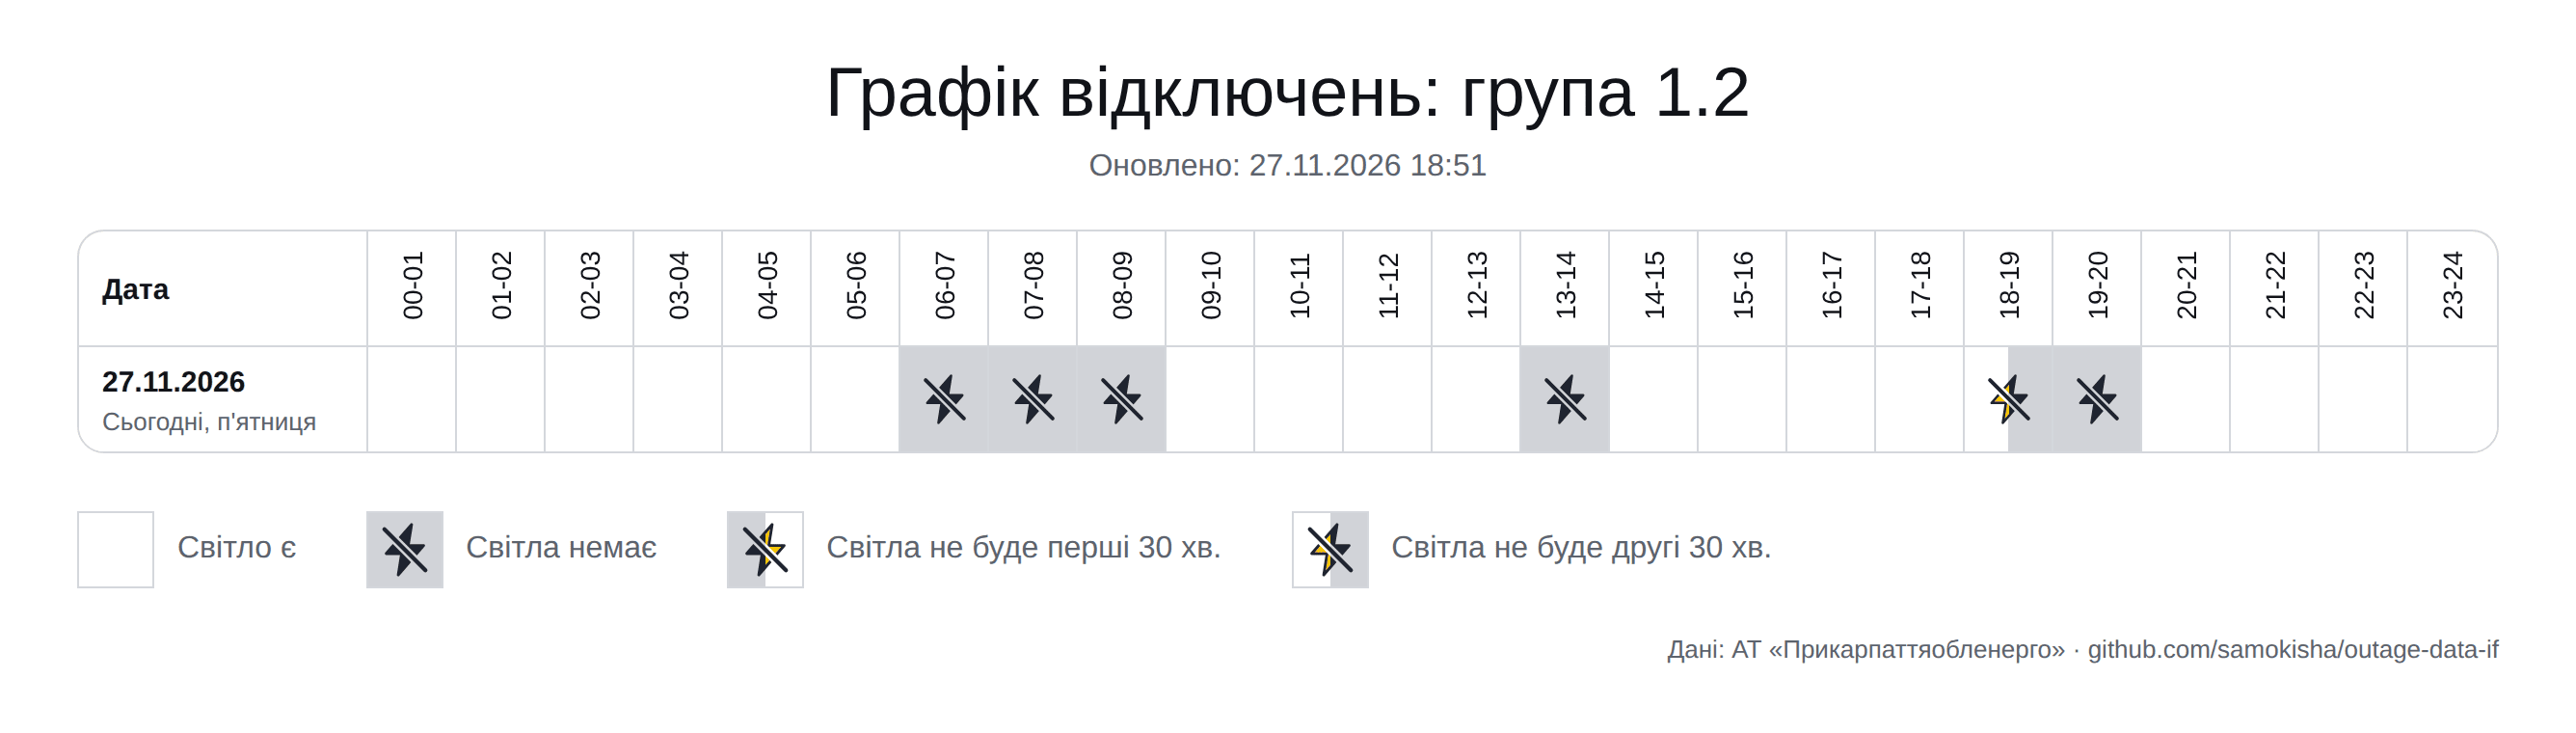 Графік відключень: група 1.2
Оновлено: 27.11.2026 18:51
Дата 00-01 01-02 02-03 03-04 04-05 05-06 06-07 07-08 08-09 09-10 10-11 11-12 12-13 13-14 14-15 15-16 16-17 17-18 18-19 19-20 20-21 21-22 22-23 23-24
27.11.2026
Сьогодні, п'ятниця
Світло є Світла немає Світла не буде перші 30 хв. Світла не буде другі 30 хв.
Дані: АТ «Прикарпаттяобленерго» · github.com/samokisha/outage-data-if